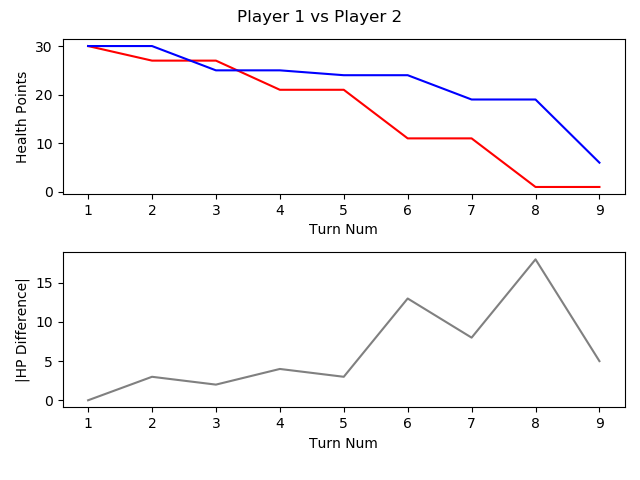 Player 1 vs Player 2
30
20
10
0
Health Points
1 2 3 4 5 6 7 8 9
Turn Num
15
10
5
0
|HP Difference|
1 2 3 4 5 6 7 8 9
Turn Num